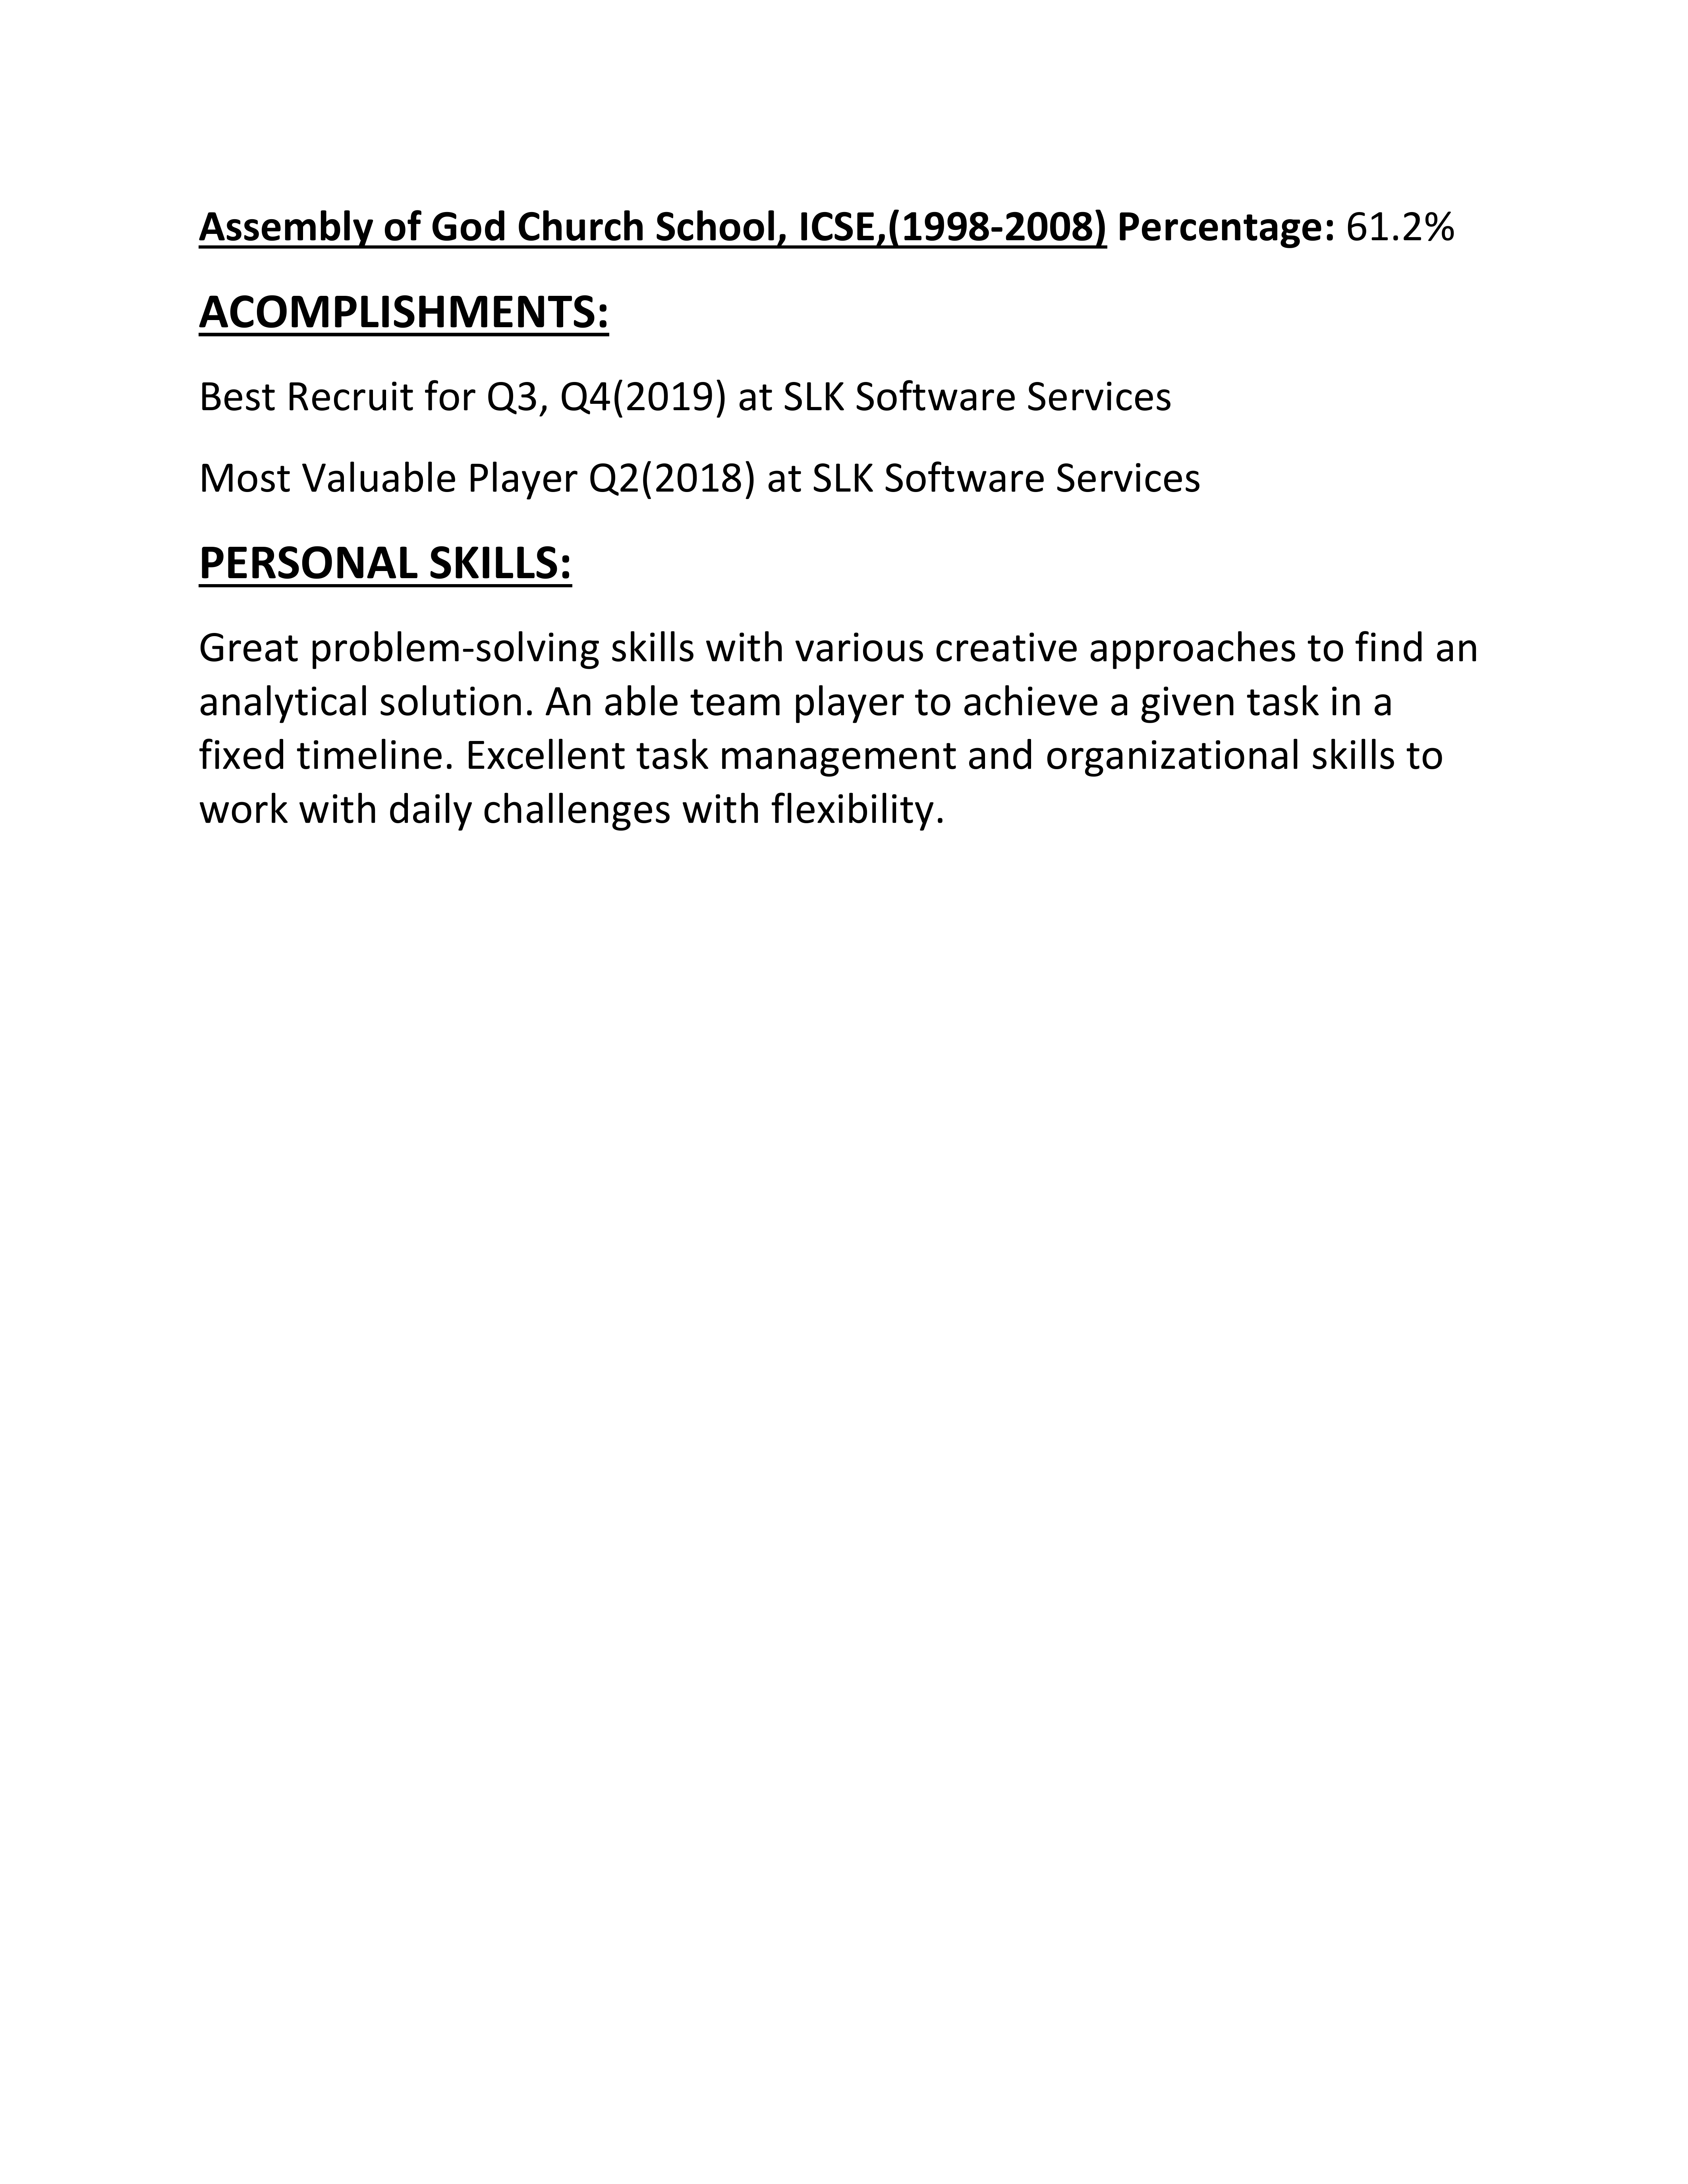 Assembly of God Church School, ICSE,(1998-2008) Percentage: 61.2%
ACOMPLISHMENTS:
Best Recruit for Q3, Q4(2019) at SLK Software Services
Most Valuable Player Q2(2018) at SLK Software Services
PERSONAL SKILLS:
Great problem-solving skills with various creative approaches to find an
analytical solution. An able team player to achieve a given task in a
fixed timeline. Excellent task management and organizational skills to
work with daily challenges with flexibility.